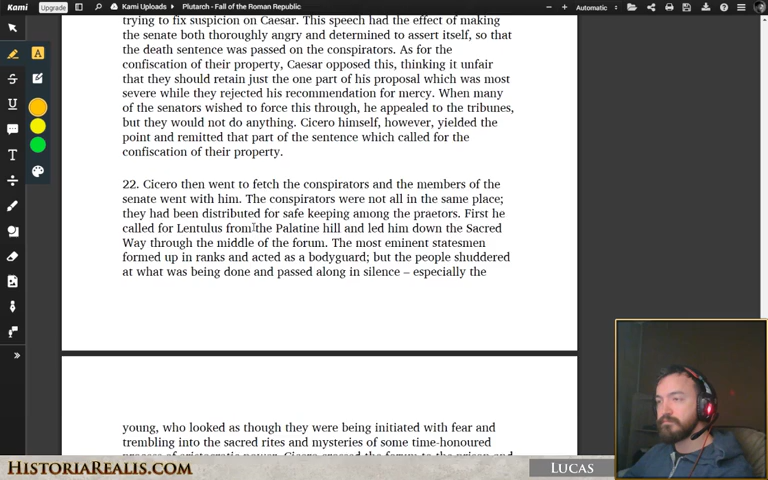 Kami
Upgrade
Kami Uploads
Plutarch - Fall of the Roman Republic
Automatic
trying to fix suspicion on Caesar. This speech had the effect of making
the senate both thoroughly angry and determined to assert itself, so that
the death sentence was passed on the conspirators. As for the
confiscation of their property, Caesar opposed this, thinking it unfair
that they should retain just the one part of his proposal which was most
severe while they rejected his recommendation for mercy. When many
of the senators wished to force this through, he appealed to the tribunes,
but they would not do anything. Cicero himself, however, yielded the
point and remitted that part of the sentence which called for the
confiscation of their property.
22. Cicero then went to fetch the conspirators and the members of the
senate went with him. The conspirators were not all in the same place;
they had been distributed for safe keeping among the praetors. First he
called for Lentulus from the Palatine hill and led him down the Sacred
Way through the middle of the forum. The most eminent statesmen
formed up in ranks and acted as a bodyguard; but the people shuddered
at what was being done and passed along in silence – especially the
young, who looked as though they were being initiated with fear and
trembling into the sacred rites and mysteries of some time-honoured
process of aristocratic power. Cicero crossed the forum to the prison and
HISTORIAREALIS.COM
LUCAS